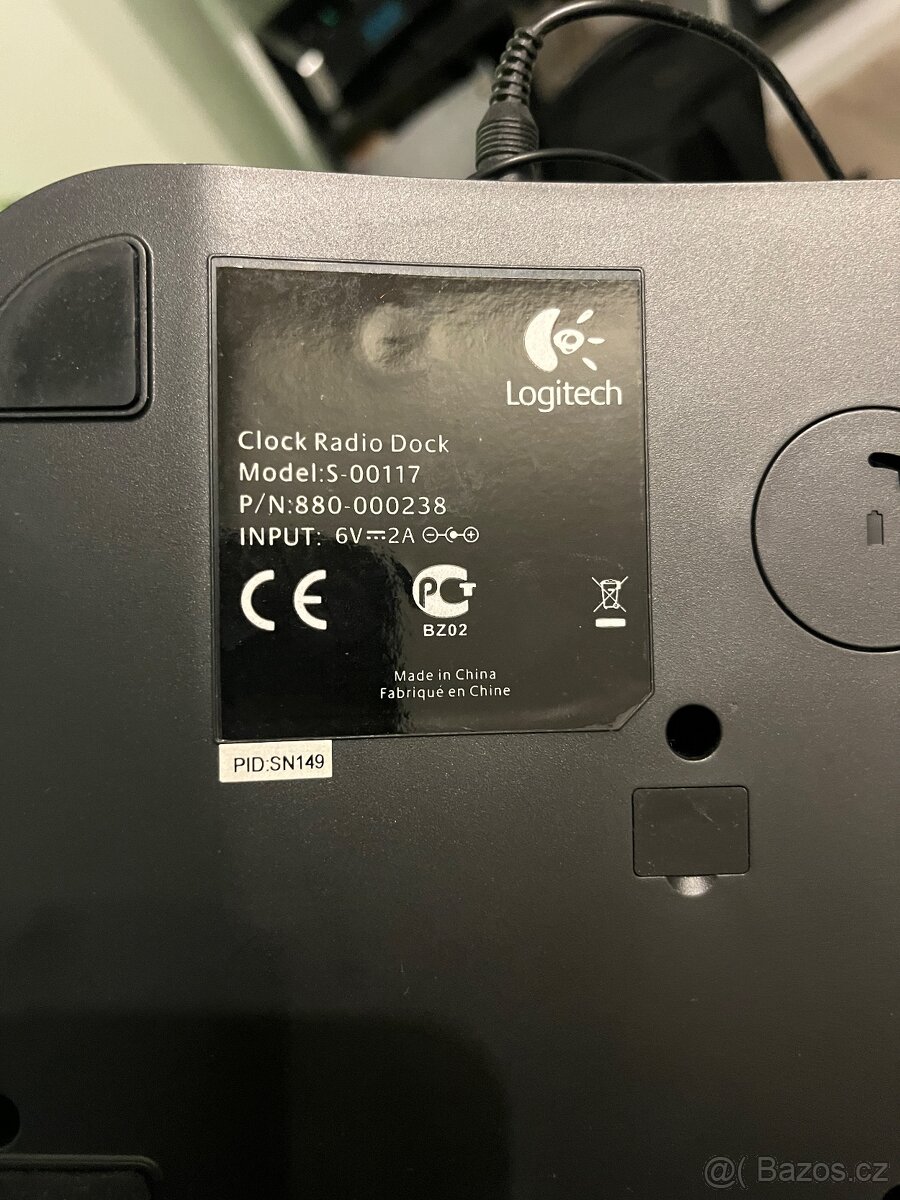 Logitech
Clock Radio Dock
Model:S-00117
P/N:880-000238
INPUT: 6V⎓2A
CE
PCT
BZ02
Made in China
Fabriqué en Chine
PID:SN149
@( Bazos.cz